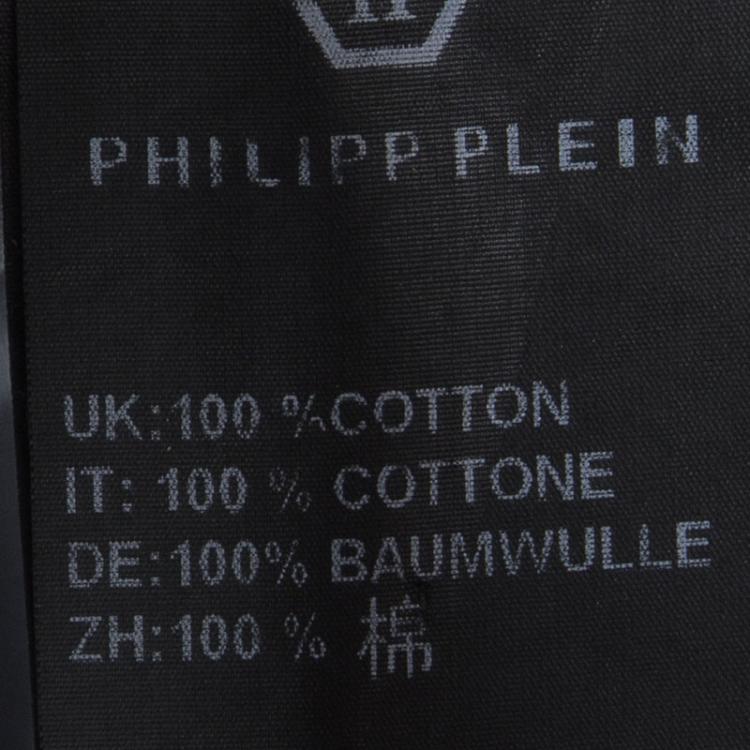 PHILIPP PLEIN
UK:100 %COTTON
IT: 100 % COTTONE
DE:100% BAUMWULLE
ZH:100 % 棉